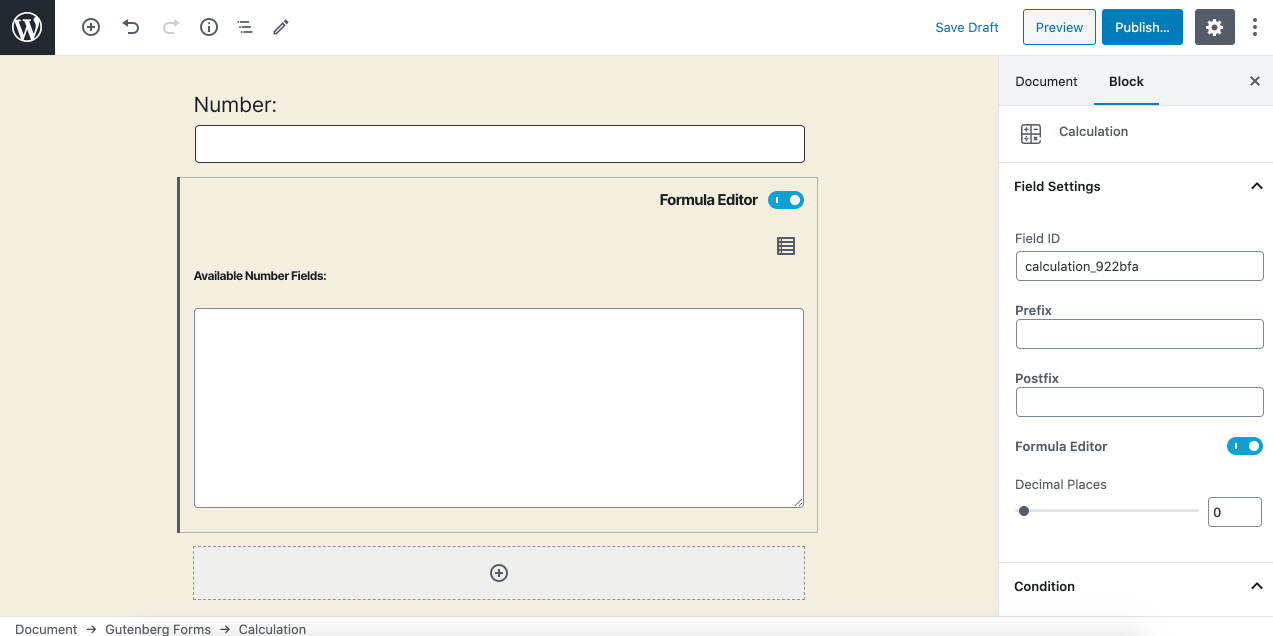 Save Draft
Preview
Publish...
Document
Block
Number:
Calculation
Formula Editor
Available Number Fields:
Field Settings
Field ID
calculation_922bfa
Prefix
Postfix
Formula Editor
Decimal Places
0
Condition
Document → Gutenberg Forms → Calculation